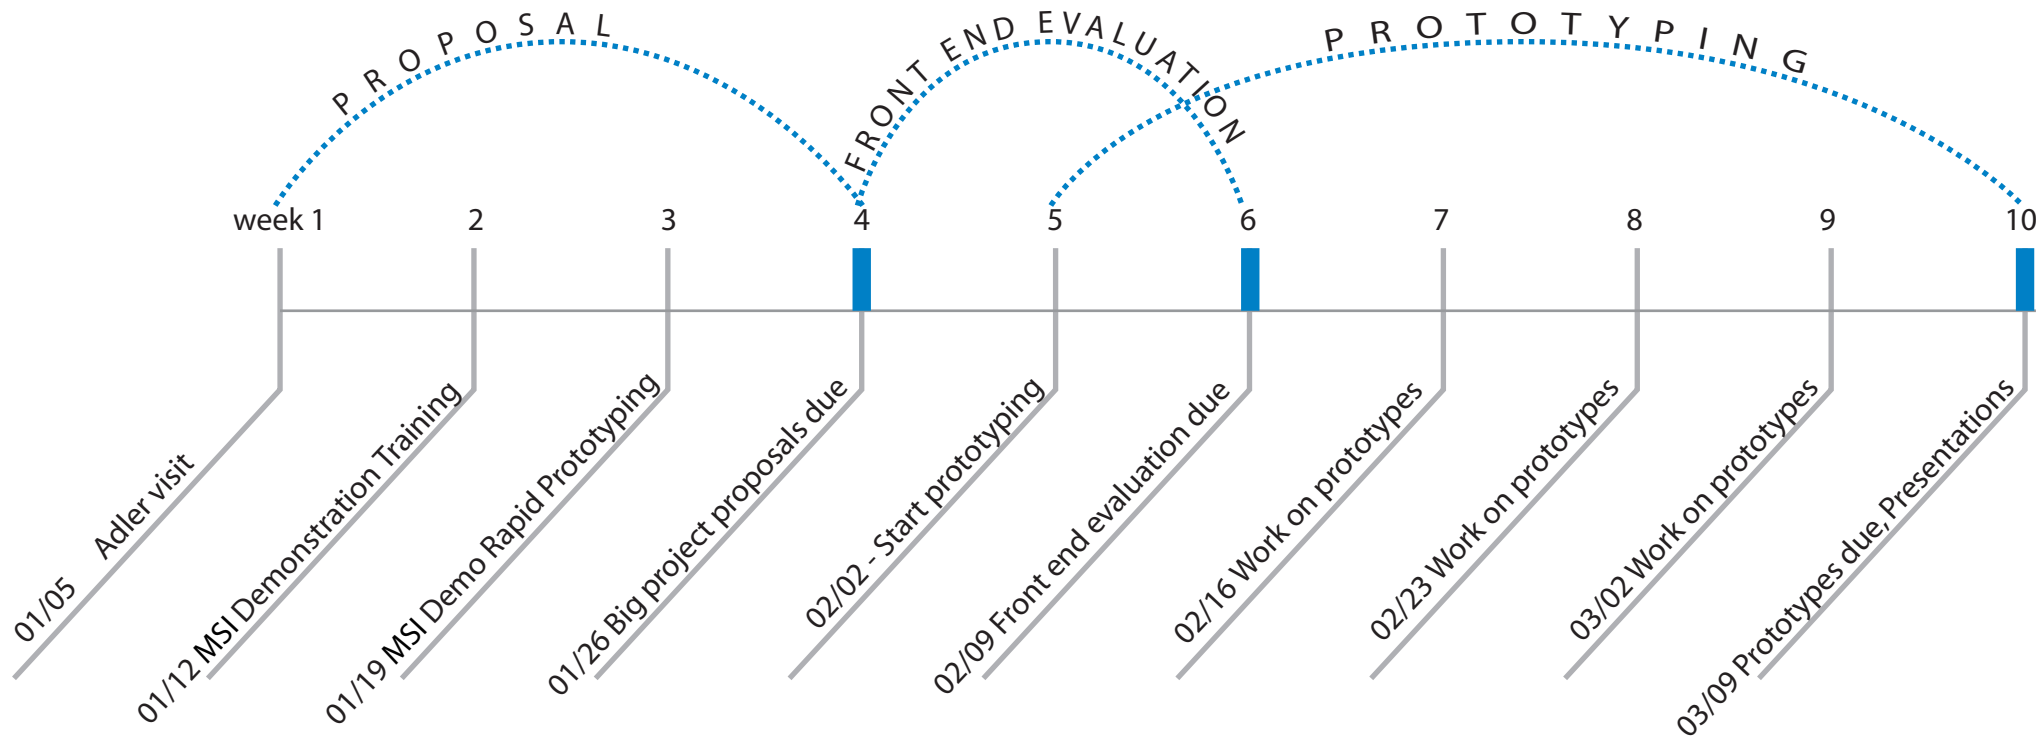 PROPOSAL
FRONT END EVALUATION
PROTOTYPING
week 1 2 3 4 5 6 7 8 9 10
01/05 Adler visit
01/12 MSI Demonstration Training
01/19 MSI Demo Rapid Prototyping
01/26 Big project proposals due
02/02 - Start prototyping
02/09 Front end evaluation due
02/16 Work on prototypes
02/23 Work on prototypes
03/02 Work on prototypes
03/09 Prototypes due, Presentations